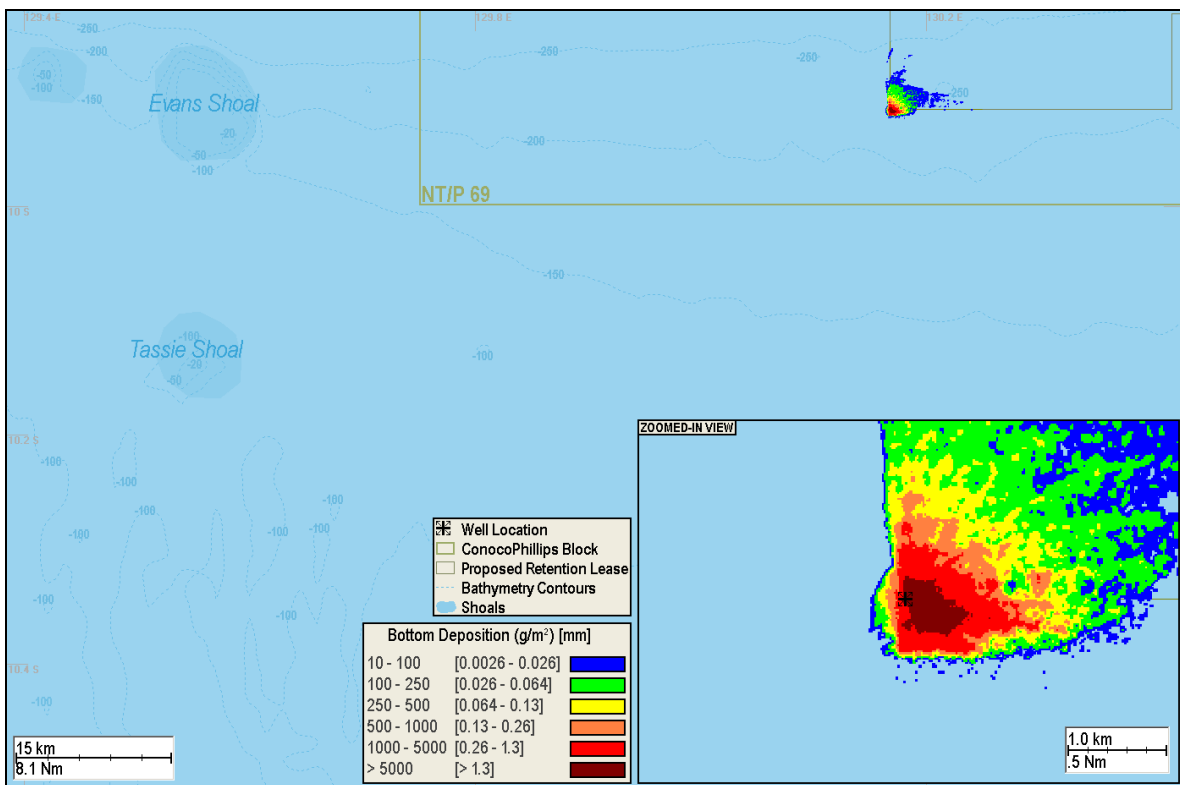 129.4 E
129.8 E
130.2 E
-250
-200
-250
-250
-50
-100
-150
Evans Shoal
-250
-20
-200
-50
-100
NT/P 69
10 S
-150
-100
Tassie Shoal
-20
-100
-50
10.2 S
-100
-100
ZOOMED-IN VIEW
-100
-100
-100
-100
Well Location
ConocoPhillips Block
Proposed Retention Lease
Bathymetry Contours
Shoals
-100
-100
Bottom Deposition (g/m²) [mm]
10 - 100 [0.0026 - 0.026]
100 - 250 [0.026 - 0.064]
250 - 500 [0.064 - 0.13]
500 - 1000 [0.13 - 0.26]
1000 - 5000 [0.26 - 1.3]
> 5000 [> 1.3]
10.4 S
-100
15 km
8.1 Nm
1.0 km
.5 Nm